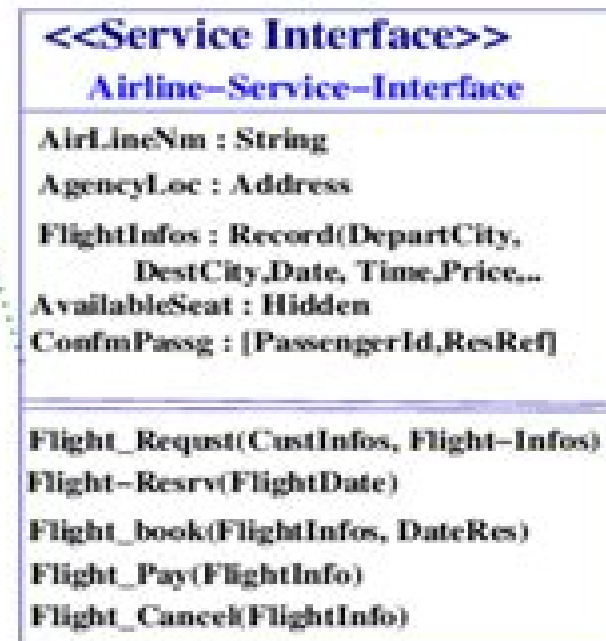 <<Service Interface>>
Airline-Service-Interface
AirLineNm : String
AgencyLoc : Address
FlightInfos : Record(DepartCity,
DestCity,Date, Time,Price,..
AvailableSeat : Hidden
ConfmPassg : [PassengerId,ResRef]
Flight_Requst(CustInfos, Flight-Infos)
Flight-Resrv(FlightDate)
Flight_book(FlightInfos, DateRes)
Flight_Pay(FlightInfo)
Flight_Cancel(FlightInfo)